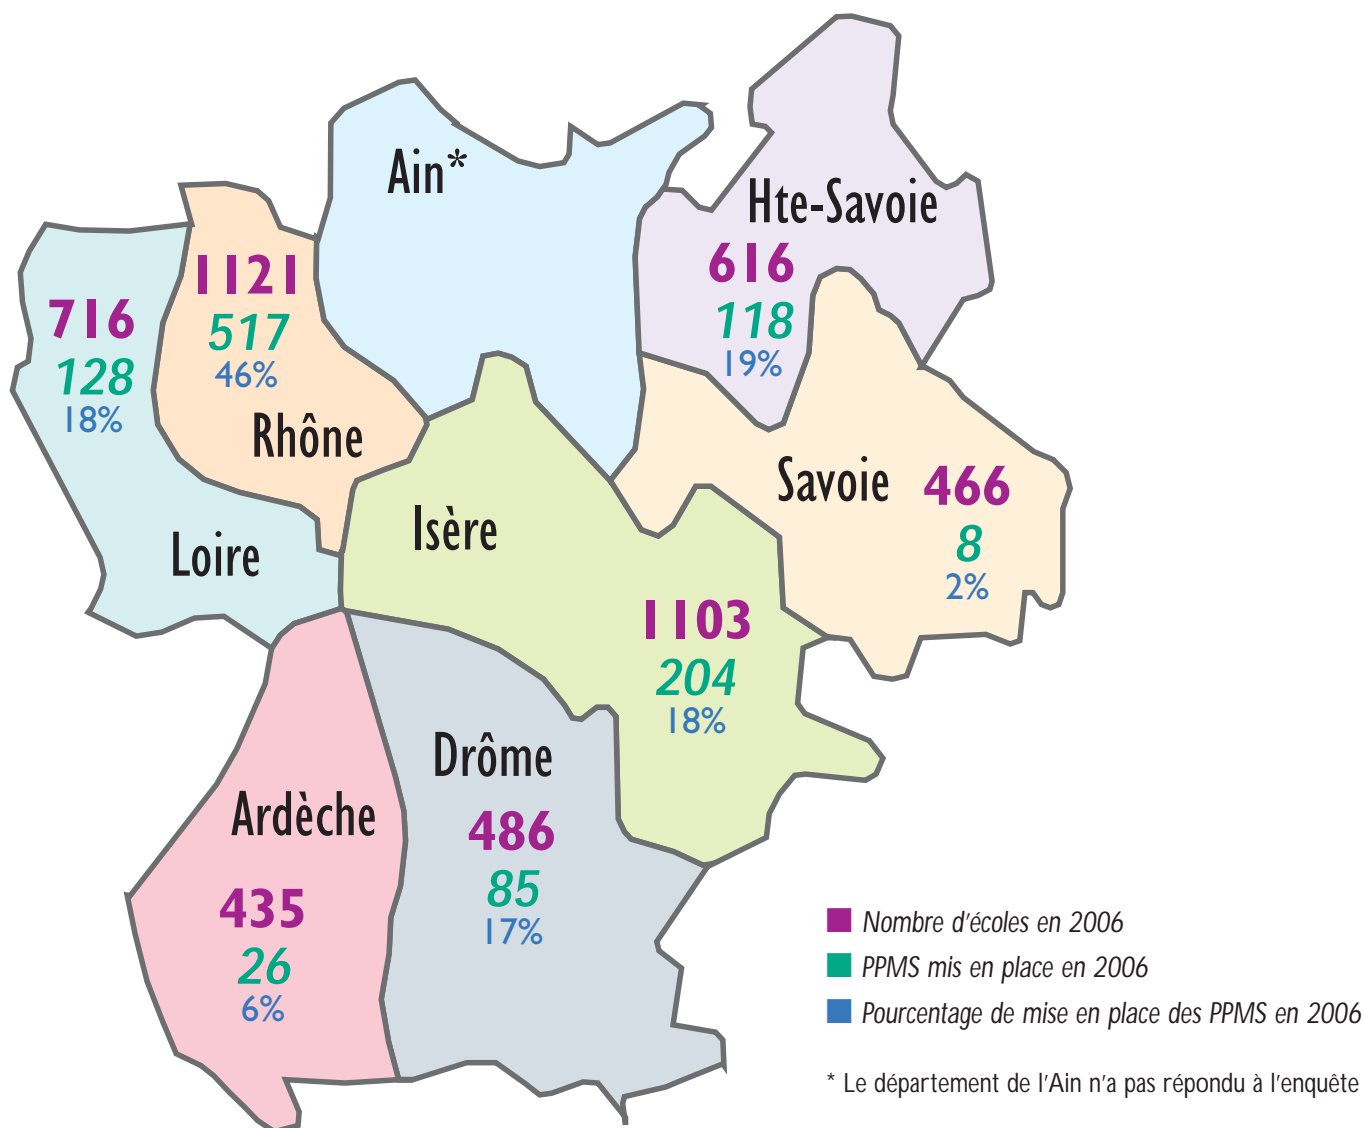 Ain*
Hte-Savoie
616
118
19%
1121
517
46%
Rhône
716
128
18%
Loire
Isère
1103
204
18%
Savoie
466
8
2%
Drôme
486
85
17%
Ardèche
435
26
6%
Nombre d'écoles en 2006
PPMS mis en place en 2006
Pourcentage de mise en place des PPMS en 2006
* Le département de l'Ain n'a pas répondu à l'enquête